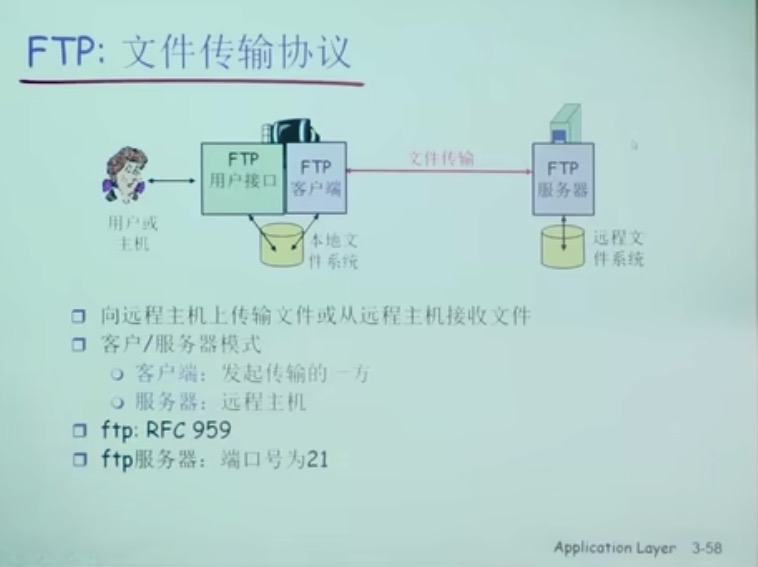 FTP: 文件传输协议
FTP
用户接口
FTP
客户端
文件传输
FTP
服务器
用户或
主机
本地文
件系统
远程文
件系统
向远程主机上传输文件或从远程主机接收文件
客户/服务器模式
客户端：发起传输的一方
服务器：远程主机
ftp: RFC 959
ftp服务器：端口号为21
Application Layer 3-58